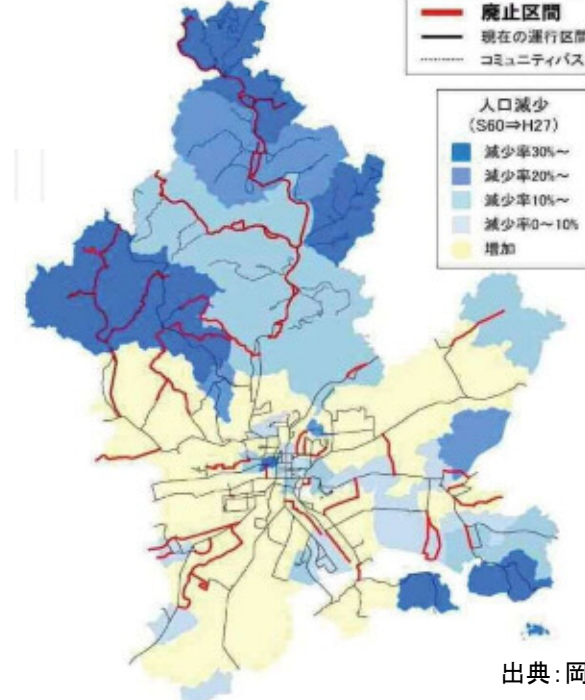 廃止区間
現在の運行区間
コミュニティバス
人口減少
(S60⇒H27)
減少率30%~
減少率20%~
減少率10%~
減少率0~10%
増加
出典:岡